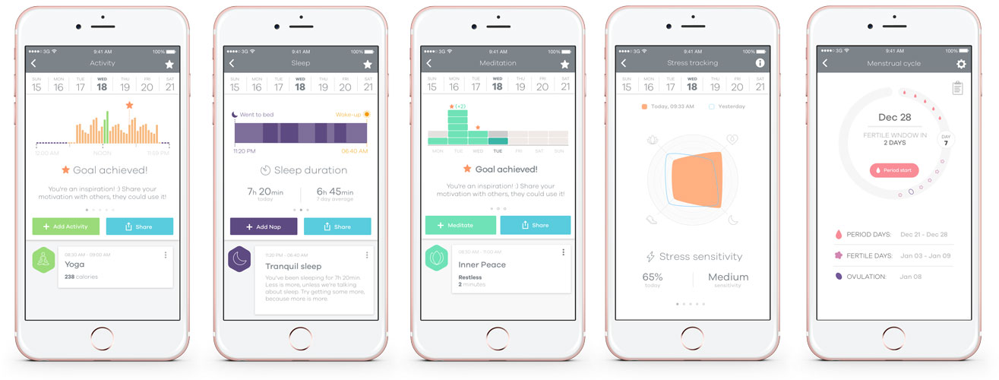 3G 9:41 AM 100%
Activity
SUN MON TUE WED THU FRI SAT
15 16 17 18 19 20 21
12:00 AM NOON 11:59 PM
Goal achieved!
You're an inspiration! :) Share your
motivation with others, they could use it!
+ Add Activity Share
08:30 AM - 09:00 AM
Yoga
238 calories
3G 9:41 AM 100%
Sleep
SUN MON TUE WED THU FRI SAT
15 16 17 18 19 20 21
Went to bed Wake-up
11:20 PM 06:40 AM
Sleep duration
7h 20min 6h 45min
today 7 day average
+ Add Nap Share
11:20 PM - 06:40 AM
Tranquil sleep
You've been sleeping for 7h 20min.
Less is more, unless we're talking
about sleep. Try getting some more,
because more is more.
3G 9:41 AM 100%
Meditation
SUN MON TUE WED THU FRI SAT
15 16 17 18 19 20 21
(+2)
MON TUE WED TUE FRI SAT SUN
Goal achieved!
You're an inspiration! :) Share your
motivation with others, they could use it!
+ Meditate Share
08:30 AM - 11:00 AM
Inner Peace
Restless
2 minutes
3G 9:41 AM 100%
Stress tracking
SUN MON TUE WED THU FRI SAT
15 16 17 18 19 20 21
Today, 09:33 AM Yesterday
Stress sensitivity
65% Medium
today sensitivity
3G 9:41 AM 100%
Menstrual cycle
Dec 28
FERTILE WNDOW IN
2 DAYS
DAY
7
Period start
PERIOD DAYS: Dec 21 - Dec 28
FERTILE DAYS: Jan 03 - Jan 09
OVULATION: Jan 08